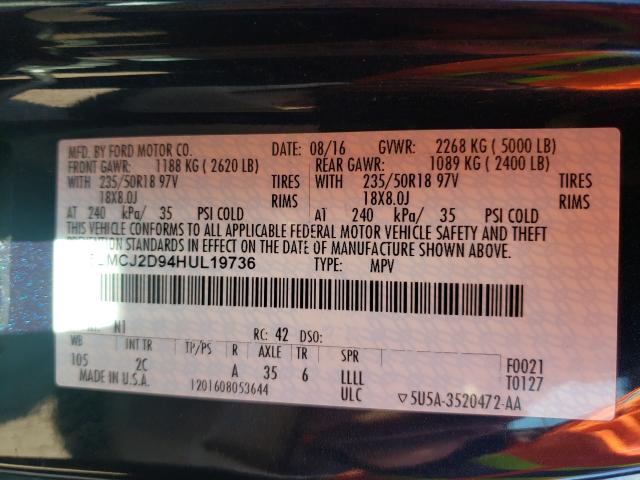 MFD. BY FORD MOTOR CO. DATE: 08/16 GVWR: 2268 KG ( 5000 LB)
FRONT GAWR: 1188 KG ( 2620 LB) REAR GAWR: 1089 KG ( 2400 LB)
WITH 235/50R18 97V TIRES WITH 235/50R18 97V TIRES
18X8.0J RIMS 18X8.0J RIMS
AT 240 kPa/ 35 PSI COLD AT 240 kPa/ 35 PSI COLD
THIS VEHICLE CONFORMS TO ALL APPLICABLE FEDERAL MOTOR VEHICLE SAFETY AND THEFT
PREVENTION STANDARDS IN EFFECT ON THE DATE OF MANUFACTURE SHOWN ABOVE.
MCJ2D94HUL19736 TYPE: MPV
N1 RC: 42 DSO:
WB INT TR TP/PS R AXLE TR SPR
105 2C A 35 6 LLLL F0021
MADE IN U.S.A. ULC T0127
1201608053644 ▽5U5A-3520472-AA